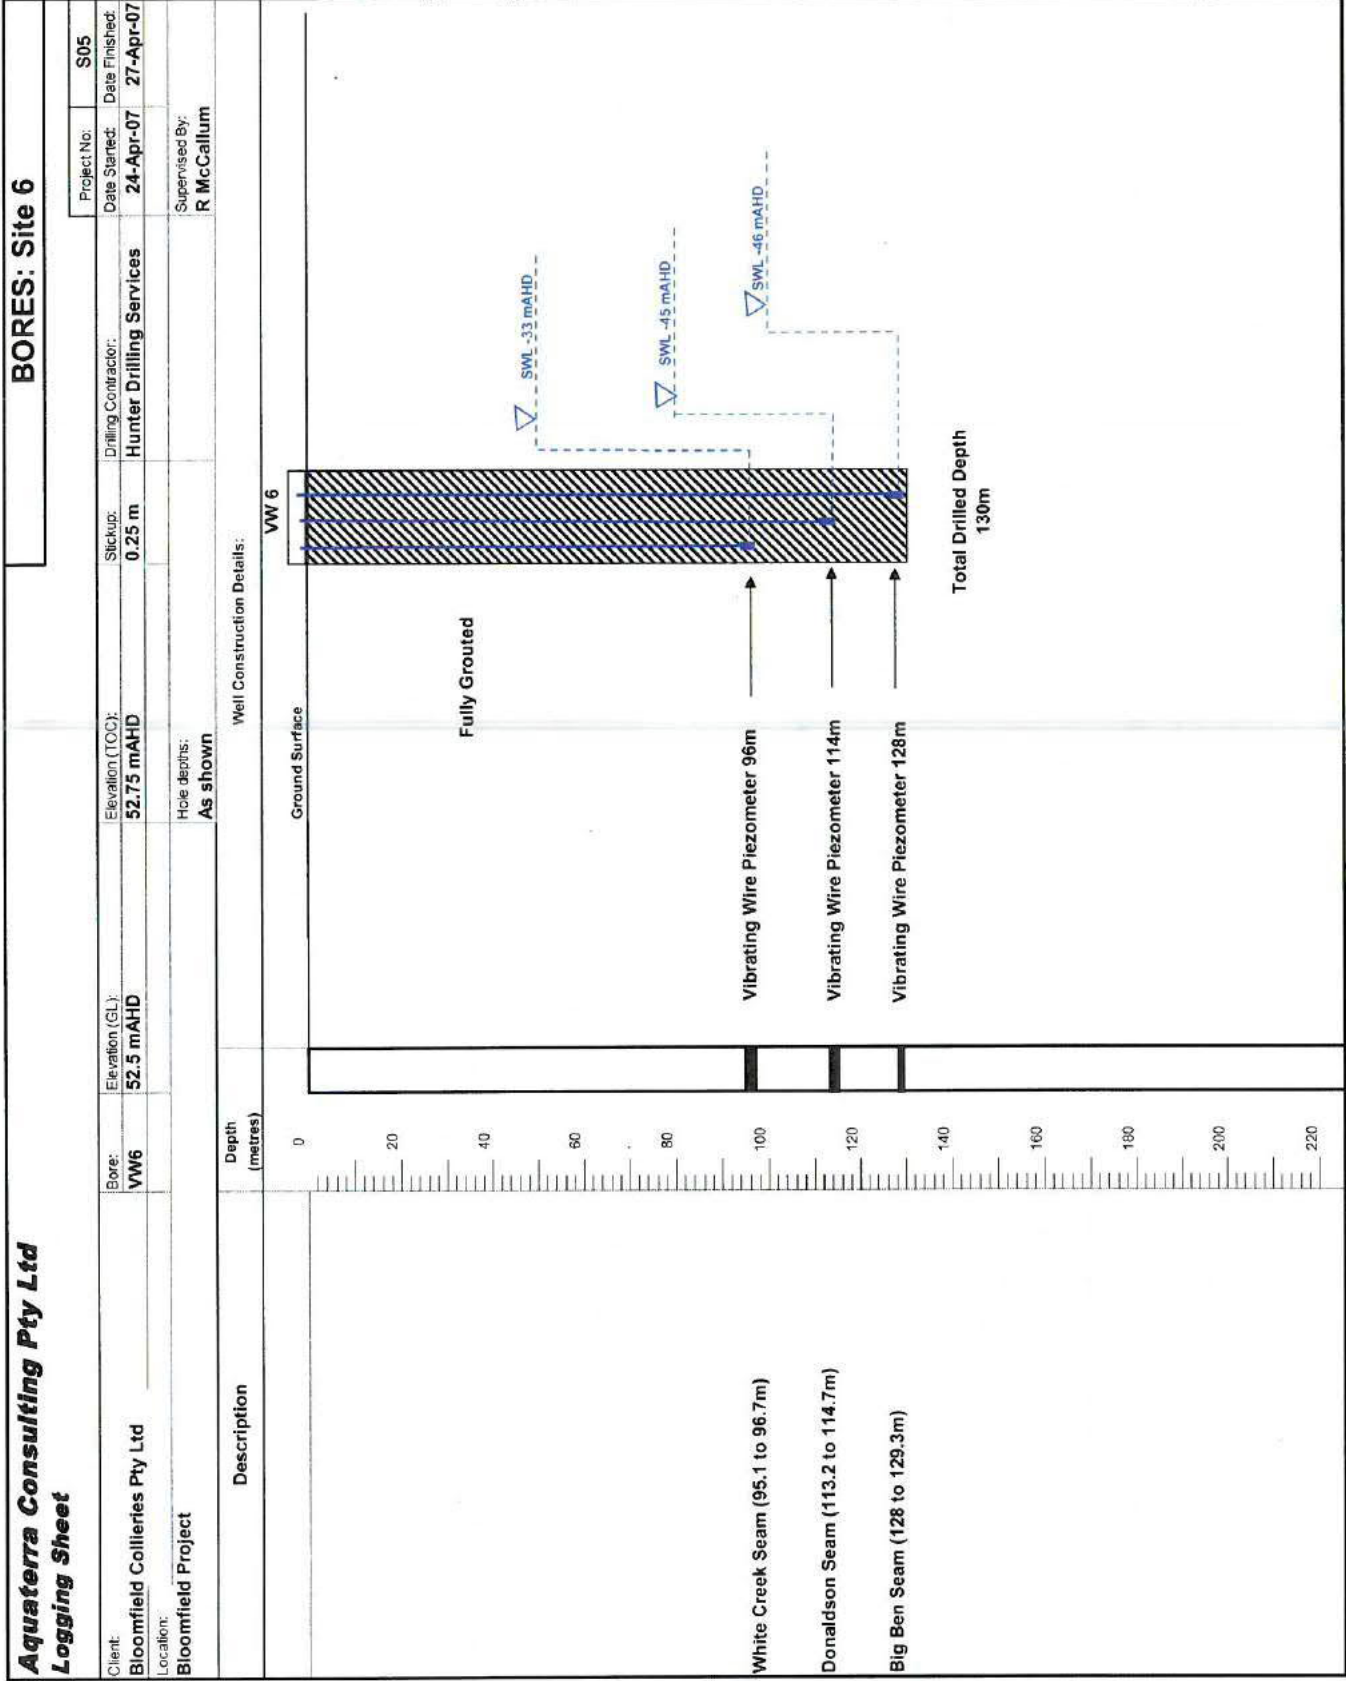 Aquaterra Consulting Pty Ltd
Logging Sheet
BORES: Site 6
Project No:
S05
Client:
Bloomfield Collieries Pty Ltd
Bore:
VW6
Elevation (GL):
52.5 mAHD
Elevation (TOC):
52.75 mAHD
Stickup:
0.25 m
Drilling Contractor:
Hunter Drilling Services
Date Started:
24-Apr-07
Date Finished:
27-Apr-07
Location:
Bloomfield Project
Hole depths:
As shown
Supervised By:
R McCallum
Description
Depth
(metres)
Well Construction Details:
VW 6
Ground Surface
0
20
40
60
80
100
120
140
160
180
200
220
Fully Grouted
SWL -33 mAHD
SWL -45 mAHD
SWL -46 mAHD
White Creek Seam (95.1 to 96.7m)
Vibrating Wire Piezometer 96m
Donaldson Seam (113.2 to 114.7m)
Vibrating Wire Piezometer 114m
Big Ben Seam (128 to 129.3m)
Vibrating Wire Piezometer 128m
Total Drilled Depth
130m